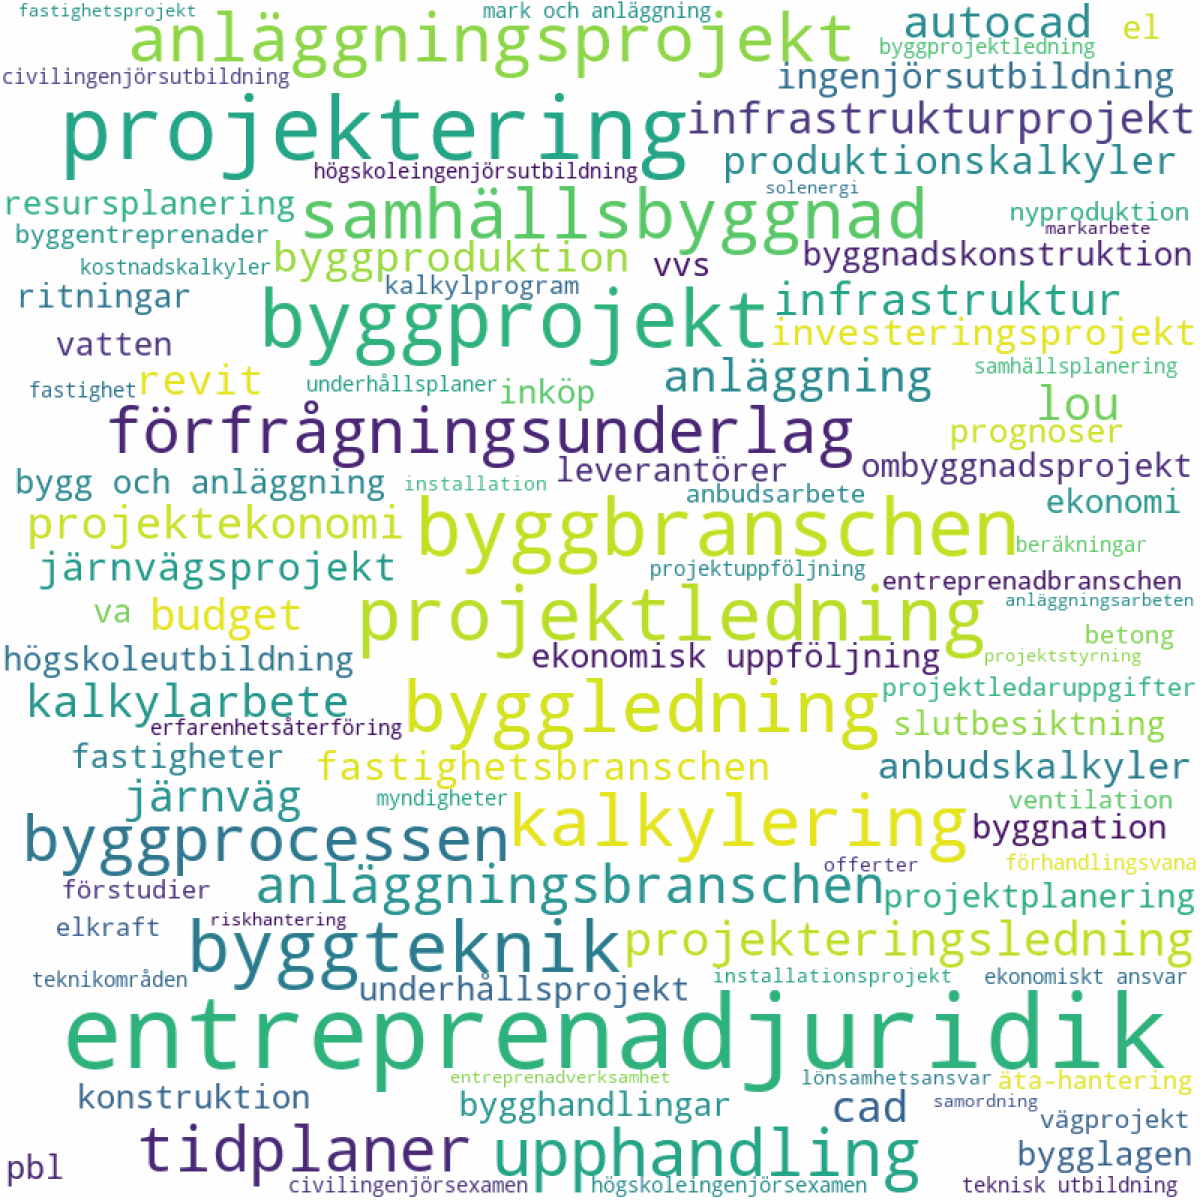 fastighetsprojekt
mark och anläggning
anläggningsprojekt
autocad
el
byggprojektledning
civilingenjörsutbildning
ingenjörsutbildning
projektering
infrastrukturprojekt
högskoleingenjörsutbildning
produktionskalkyler
solenergi
resursplanering
samhällsbyggnad
nyproduktion
markarbete
byggentreprenader
byggproduktion
vvs
byggnadskonstruktion
kostnadskalkyler
kalkylprogram
ritningar
byggprojekt
infrastruktur
investeringsprojekt
vatten
samhällsplanering
fastighet
revit
underhållsplaner
inköp
anläggning
lou
förfrågningsunderlag
prognoser
leverantörer
ombyggnadsprojekt
bygg och anläggning
installation
anbudsarbete
ekonomi
projektekonomi
byggbranschen
beräkningar
järnvägsprojekt
projektuppföljning
entreprenadbranschen
va
budget
projektledning
anläggningsarbeten
betong
högskoleutbildning
ekonomisk uppföljning
projektstyrning
kalkylarbete
byggledning
projektledaruppgifter
erfarenhetsåterföring
slutbesiktning
fastigheter
fastighetsbranschen
anbudskalkyler
järnväg
myndigheter
kalkylering
ventilation
byggprocessen
byggnation
offerter
förhandlingsvana
förstudier
anläggningsbranschen
projektplanering
elkraft
riskhantering
byggteknik
projekteringsledning
teknikområden
underhållsprojekt
installationsprojekt
ekonomiskt ansvar
entreprenadjuridik
entreprenadverksamhet
lönsamhetsansvar
äta-hantering
konstruktion
bygghandlingar
cad
samordning
vägprojekt
tidplaner
upphandling
bygglagen
pbl
civilingenjörsexamen
högskoleingenjörsexamen
teknisk utbildning